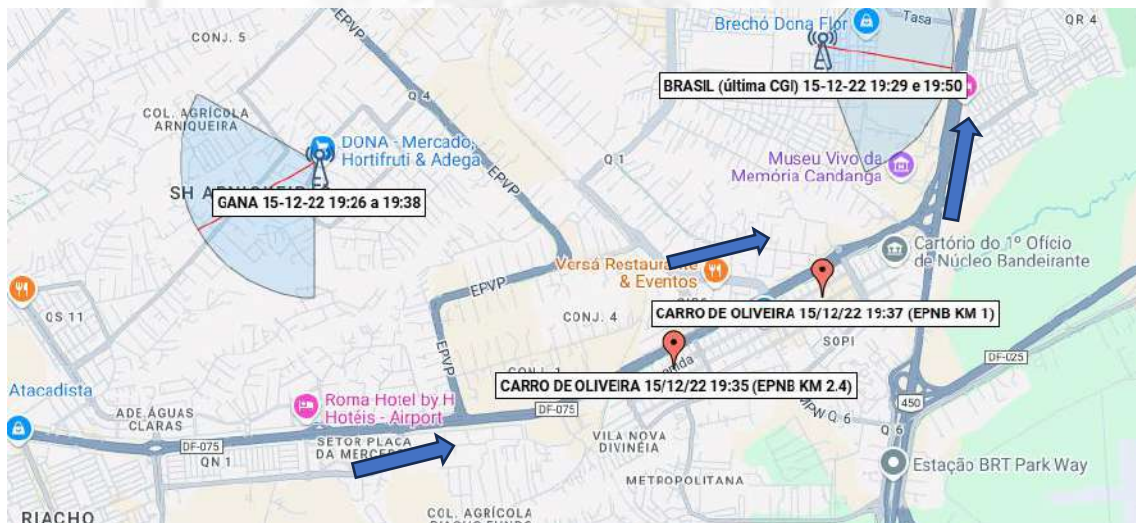 CONJ. 5
Brechó Dona Flor
Tasa
QR 4
BRASIL (última CGI) 15-12-22 19:29 e 19:50
Q 4
EPVP
COL. AGRÍCOLA
ARNIQUEIRA
DONA - Mercado,
Hortifruti & Adega
Q 1
Museu Vivo da
Memória Candanga
SH
GANA 15-12-22 19:26 a 19:38
Cartório do 1º Ofício
de Núcleo Bandeirante
Versá Restaurante
& Eventos
EPVP
QS 11
CONJ. 4
CARRO DE OLIVEIRA 15/12/22 19:37 (EPNB KM 1)
SOPI
EPVP
DF-025
CARRO DE OLIVEIRA 15/12/22 19:35 (EPNB KM 2.4)
Atacadista
ADE ÁGUAS
CLARAS
Roma Hotel by H
Hotéis - Airport
DF-075
450
MPW Q 6
Q 6
DF-075
QN 1
SETOR PLACA
DA MERCEDES
VILA NOVA
DIVINÉIA
METROPOLITANA
Estação BRT Park Way
RIACHO
COL. AGRÍCOLA